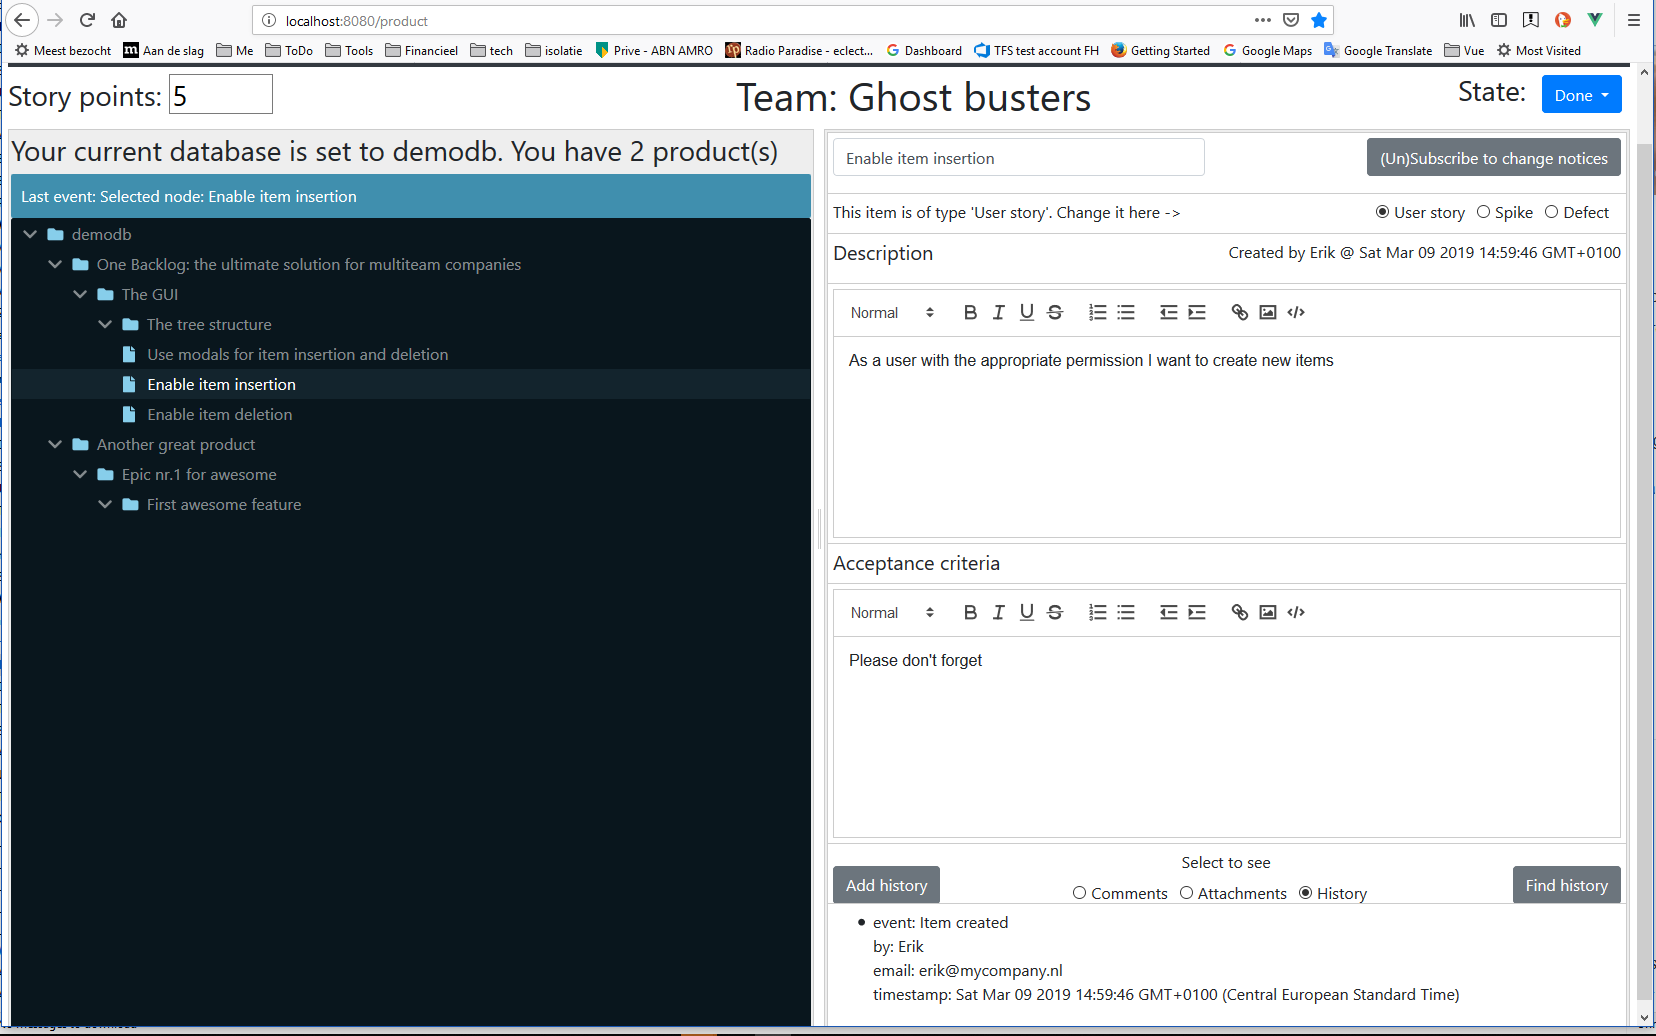 localhost:8080/product
Meest bezocht Aan de slag Me ToDo Tools Financieel tech isolatie Prive - ABN AMRO Radio Paradise - eclect... Dashboard TFS test account FH Getting Started Google Maps Google Translate Vue Most Visited
Story points: 5 Team: Ghost busters State: Done
Your current database is set to demodb. You have 2 product(s)
Last event: Selected node: Enable item insertion
demodb
One Backlog: the ultimate solution for multiteam companies
The GUI
The tree structure
Use modals for item insertion and deletion
Enable item insertion
Enable item deletion
Another great product
Epic nr.1 for awesome
First awesome feature
Enable item insertion (Un)Subscribe to change notices
This item is of type 'User story'. Change it here -> User story Spike Defect
Description Created by Erik @ Sat Mar 09 2019 14:59:46 GMT+0100
Normal
As a user with the appropriate permission I want to create new items
Acceptance criteria
Normal
Please don't forget
Select to see
Add history Comments Attachments History Find history
event: Item created
by: Erik
email: erik@mycompany.nl
timestamp: Sat Mar 09 2019 14:59:46 GMT+0100 (Central European Standard Time)